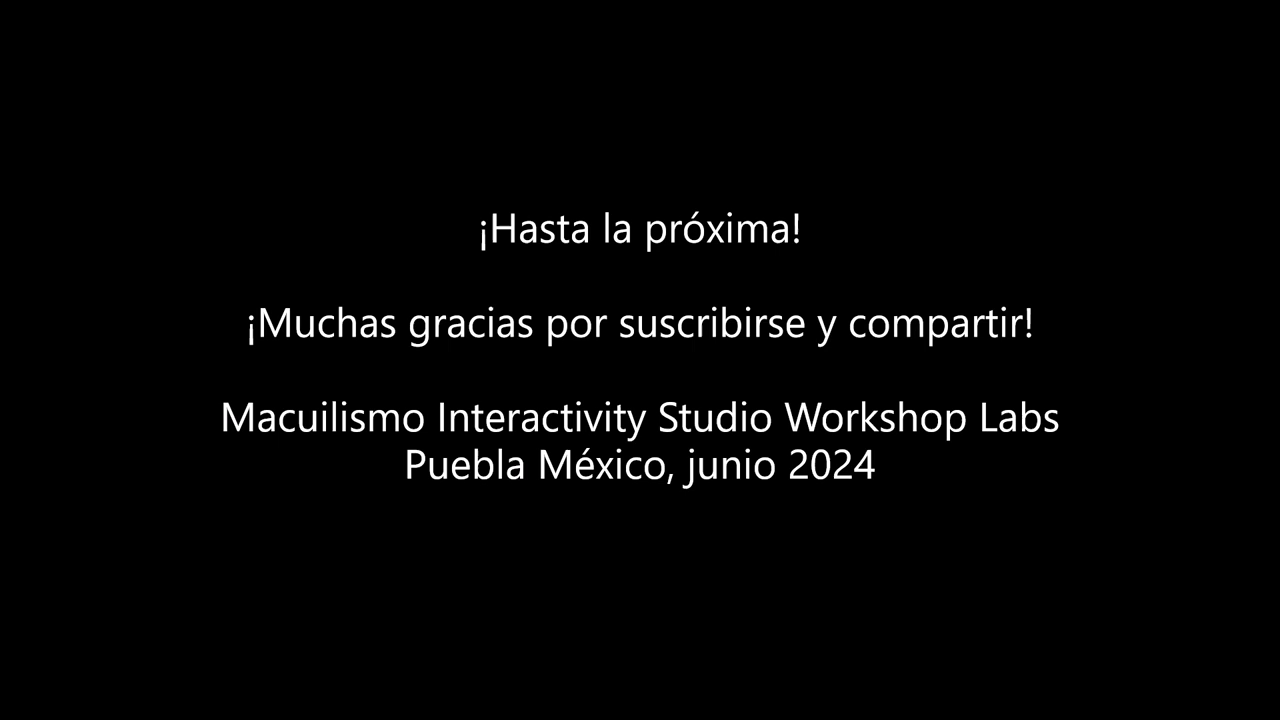 ¡Hasta la próxima!
¡Muchas gracias por suscribirse y compartir!
Macuilismo Interactivity Studio Workshop Labs
Puebla México, junio 2024